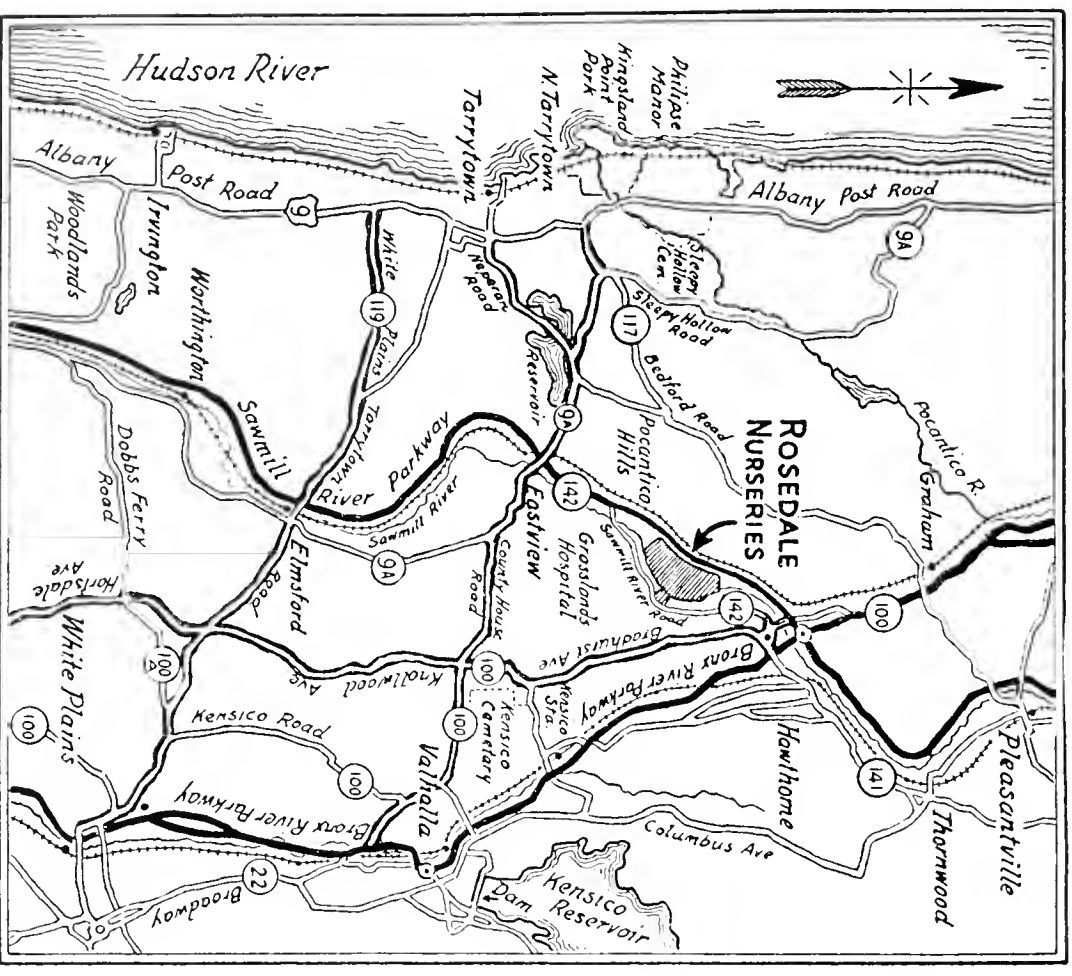 Hudson River
Philipse
Manor
Kingsland
Point
Park
N. Tarrytown
Tarrytown
Albany
Post Road
Irvington
Woodlands
Park
9
Albany Post Road
9A
Sleepy
Hollow
Cem.
Sleepy Hollow
Road
117
Bedford Road
Neperan
Road
White
119
Plains
Tarrytown
Road
Reservoir
9A
Pocantico
Hills
ROSEDALE
NURSERIES
Pocantico R.
Graham
Worthington
Sawmill
River
Parkway
Sawmill River
Eastview
142
Grasslands
Hospital
Sawmill River
Road
142
100
Dobbs Ferry
Road
Elmsford
9A
County House
Road
Hartsdale
Ave
White Plains
100
A
100
Knollwood
Ave
100
Bradhurst Ave
Bronx River Parkway
Kensico
Cemetery
Kensico
Sta.
100
Kensico Road
100
Valhalla
Hawthorne
141
Thornwood
Pleasantville
Columbus Ave
Bronx River Parkway
22
Broadway
Dam
Kensico
Reservoir